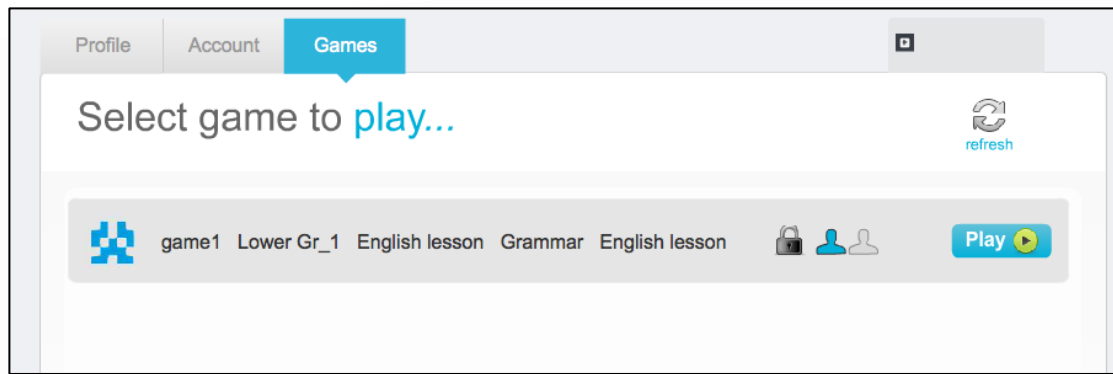 Profile Account Games
Select game to play...
refresh
game1 Lower Gr_1 English lesson Grammar English lesson Play